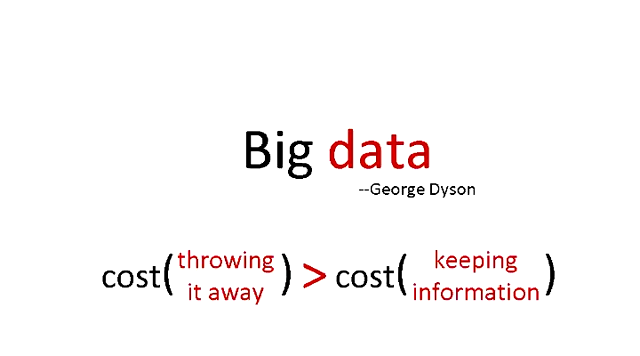 Big data
--George Dyson
cost(throwing it away) > cost(keeping information)